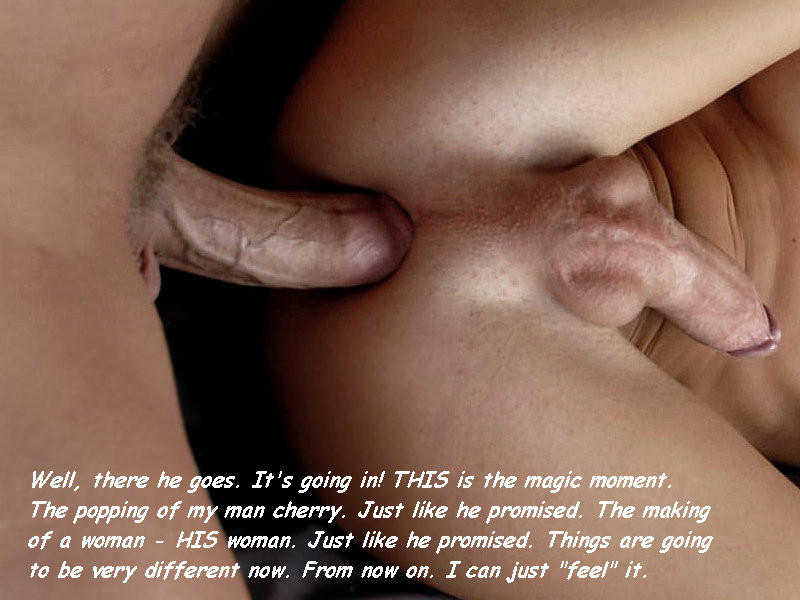 Well, there he goes. It's going in! THIS is the magic moment.
The popping of my man cherry. Just like he promised. The making
of a woman - HIS woman. Just like he promised. Things are going
to be very different now. From now on. I can just "feel" it.